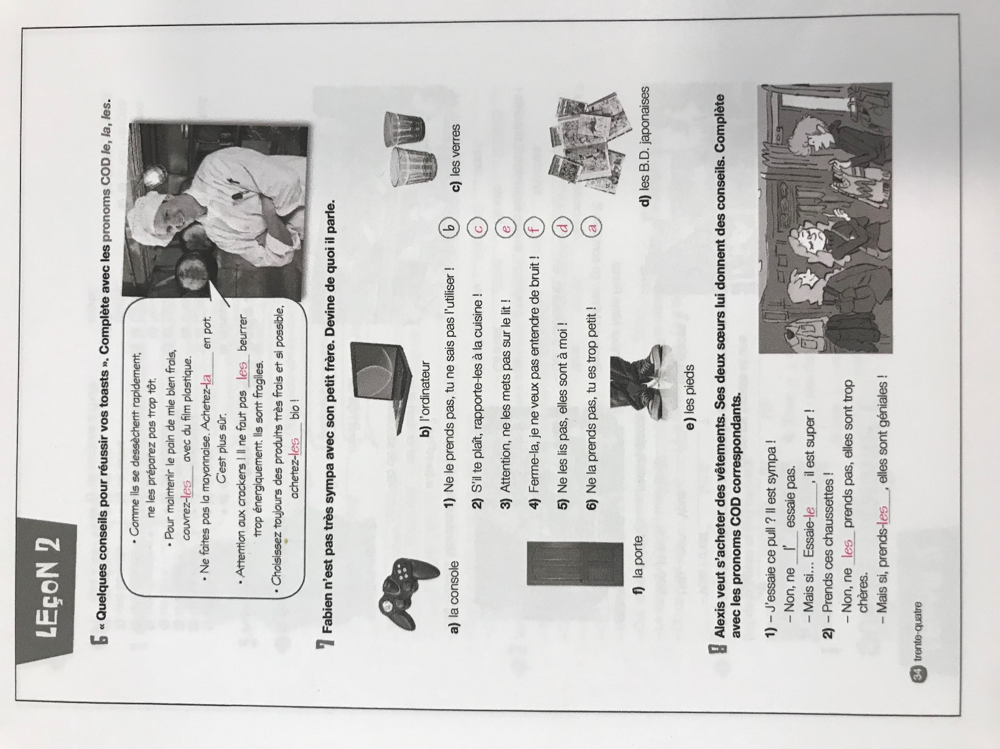 LEÇON 2
6 « Quelques conseils pour réussir vos toasts ». Complète avec les pronoms COD le, la, les.
• Comme ils se dessèchent rapidement,
ne les préparez pas trop tôt.
• Pour maintenir le pain de mie bien frais,
couvrez-les avec du film plastique.
• Ne faites pas la mayonnaise. Achetez-la en pot.
C'est plus sûr.
• Attention aux crackers ! Il ne faut pas les beurrer
trop énergiquement. Ils sont fragiles.
• Choisissez toujours des produits très frais et si possible,
achetez-les bio !
7 Fabien n'est pas très sympa avec son petit frère. Devine de quoi il parle.
a) la console
b) l'ordinateur
c) les verres
1) Ne le prends pas, tu ne sais pas l'utiliser ! b
2) S'il te plaît, rapporte-les à la cuisine ! c
3) Attention, ne les mets pas sur le lit ! e
4) Ferme-la, je ne veux pas entendre de bruit ! f
5) Ne les lis pas, elles sont à moi ! d
6) Ne la prends pas, tu es trop petit ! a
f) la porte
e) les pieds
d) les B.D. japonaises
8 Alexis veut s'acheter des vêtements. Ses deux sœurs lui donnent des conseils. Complète
avec les pronoms COD correspondants.
1) – J'essaie ce pull ? Il est sympa !
– Non, ne l' essaie pas.
– Mais si... Essaie-le, il est super !
2) – Prends ces chaussettes !
– Non, ne les prends pas, elles sont trop
chères.
– Mais si, prends-les, elles sont géniales !
34 trente-quatre